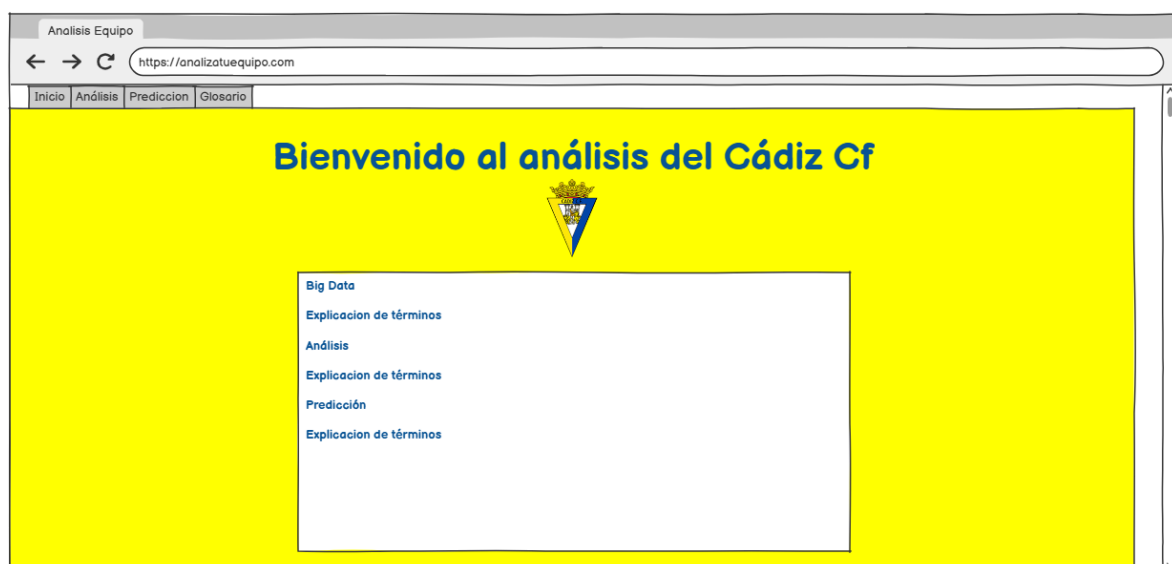 Analisis Equipo
https://analizatuequipo.com
Inicio Análisis Prediccion Glosario
Bienvenido al análisis del Cádiz Cf
Big Data
Explicacion de términos
Análisis
Explicacion de términos
Predicción
Explicacion de términos